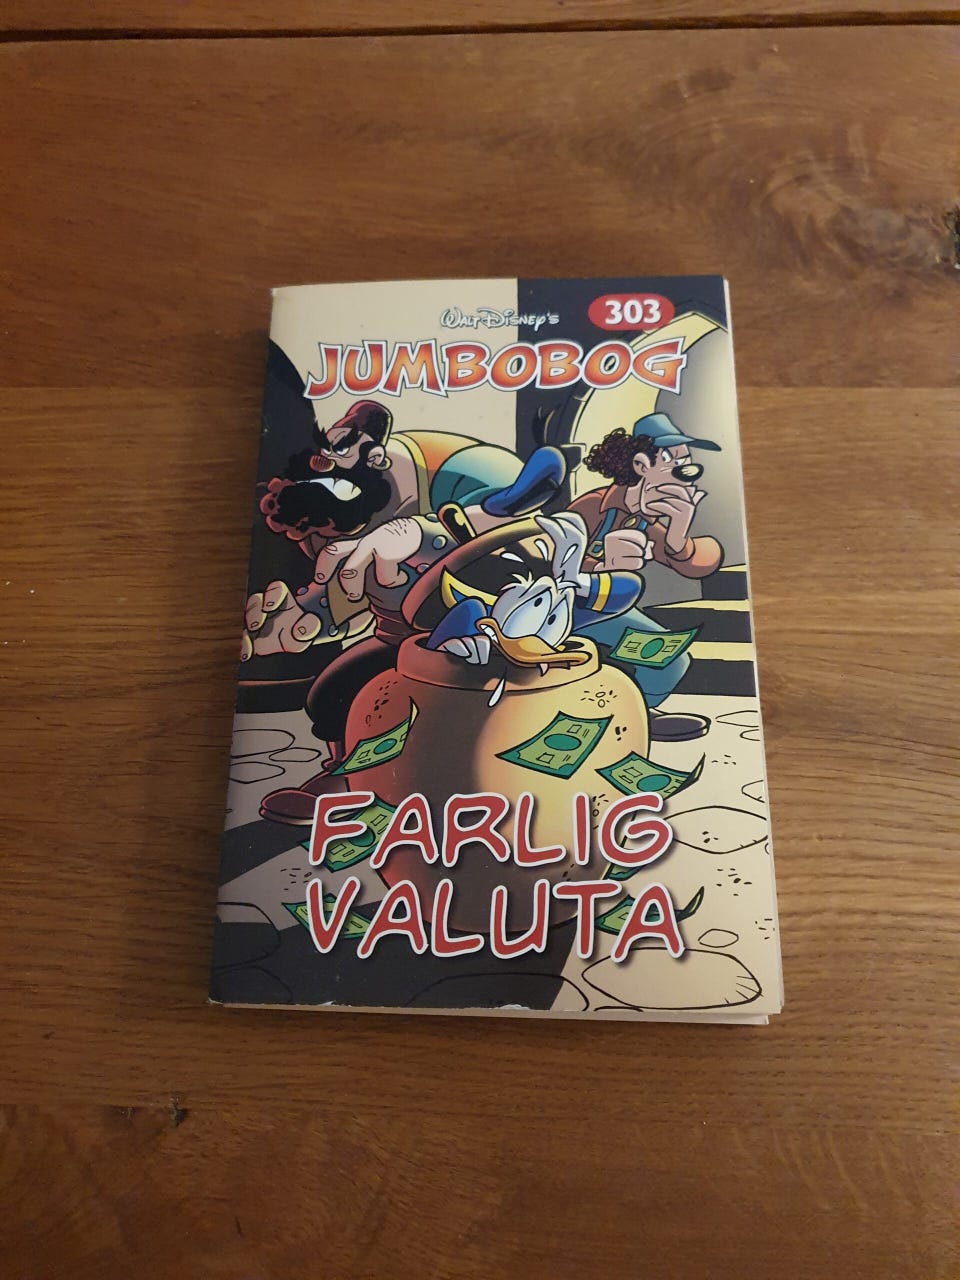 WALT DISNEY'S
303
JUMBOBOG
FARLIG
VALUTA